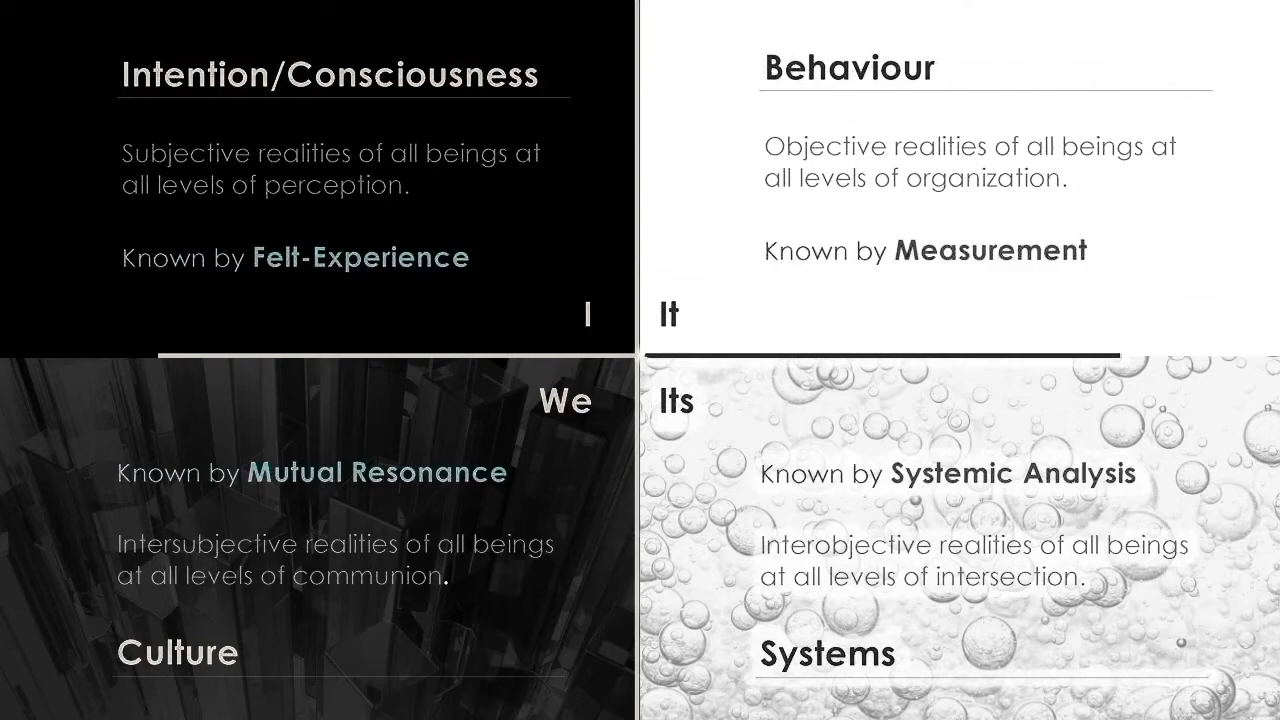 Intention/Consciousness
Subjective realities of all beings at
all levels of perception.
Known by Felt-Experience
I
Behaviour
Objective realities of all beings at
all levels of organization.
Known by Measurement
It
We
Known by Mutual Resonance
Intersubjective realities of all beings
at all levels of communion.
Culture
Its
Known by Systemic Analysis
Interobjective realities of all beings
at all levels of intersection.
Systems